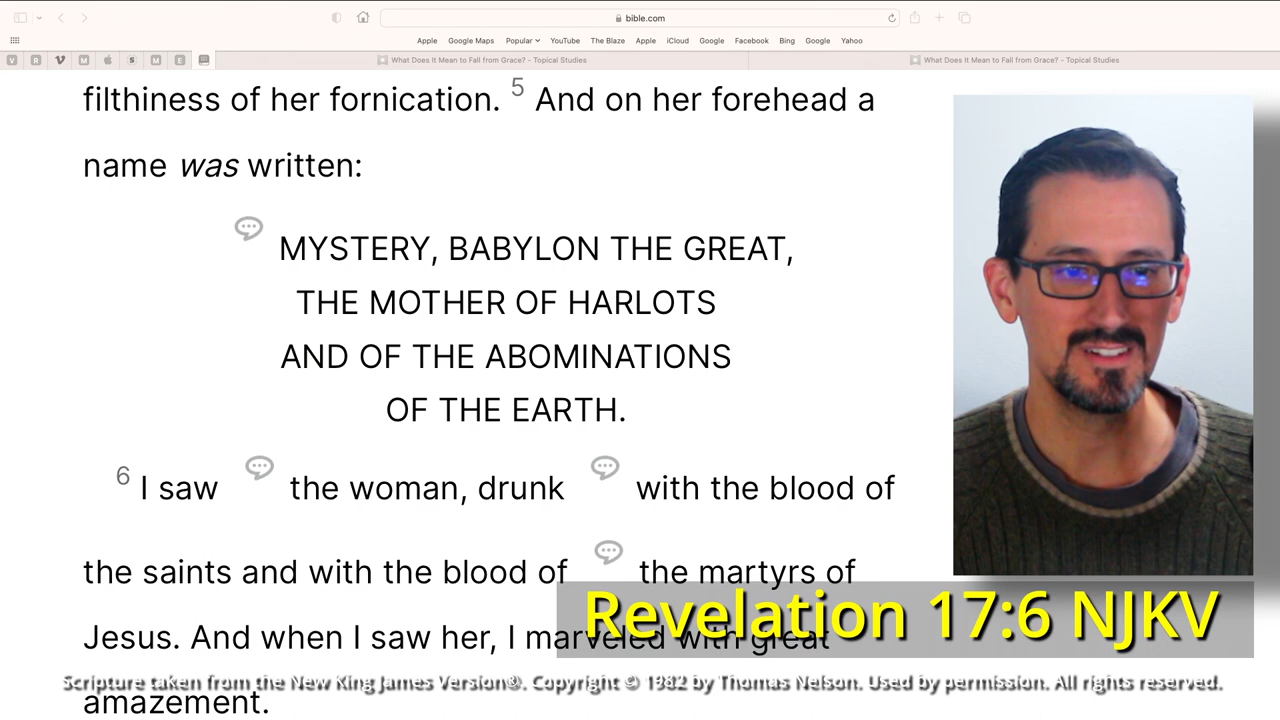 bible.com
Apple Google Maps Popular YouTube The Blaze Apple iCloud Google Facebook Bing Google Yahoo
V R M S M E What Does It Mean to Fall from Grace? - Topical Studies What Does It Mean to Fall from Grace? - Topical Studies
filthiness of her fornication. 5 And on her forehead a
name was written:
MYSTERY, BABYLON THE GREAT,
THE MOTHER OF HARLOTS
AND OF THE ABOMINATIONS
OF THE EARTH.
6 I saw the woman, drunk with the blood of
the saints and with the blood of the martyrs of
Jesus. And when I saw her, I marveled with great
Revelation 17:6 NJKV
Scripture taken from the New King James Version®. Copyright © 1982 by Thomas Nelson. Used by permission. All rights reserved.
amazement.